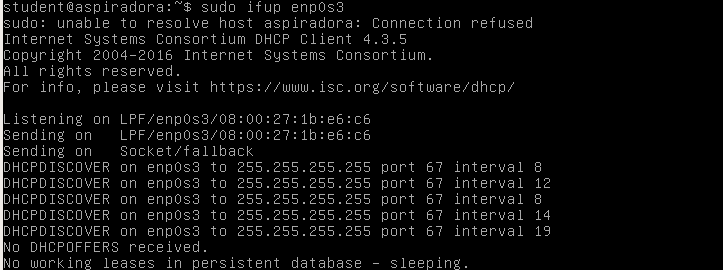 student@aspiradora:~$ sudo ifup enp0s3
sudo: unable to resolve host aspiradora: Connection refused
Internet Systems Consortium DHCP Client 4.3.5
Copyright 2004-2016 Internet Systems Consortium.
All rights reserved.
For info, please visit https://www.isc.org/software/dhcp/

Listening on LPF/enp0s3/08:00:27:1b:e6:c6
Sending on   LPF/enp0s3/08:00:27:1b:e6:c6
Sending on   Socket/fallback
DHCPDISCOVER on enp0s3 to 255.255.255.255 port 67 interval 8
DHCPDISCOVER on enp0s3 to 255.255.255.255 port 67 interval 12
DHCPDISCOVER on enp0s3 to 255.255.255.255 port 67 interval 8
DHCPDISCOVER on enp0s3 to 255.255.255.255 port 67 interval 14
DHCPDISCOVER on enp0s3 to 255.255.255.255 port 67 interval 19
No DHCPOFFERS received.
No working leases in persistent database - sleeping.